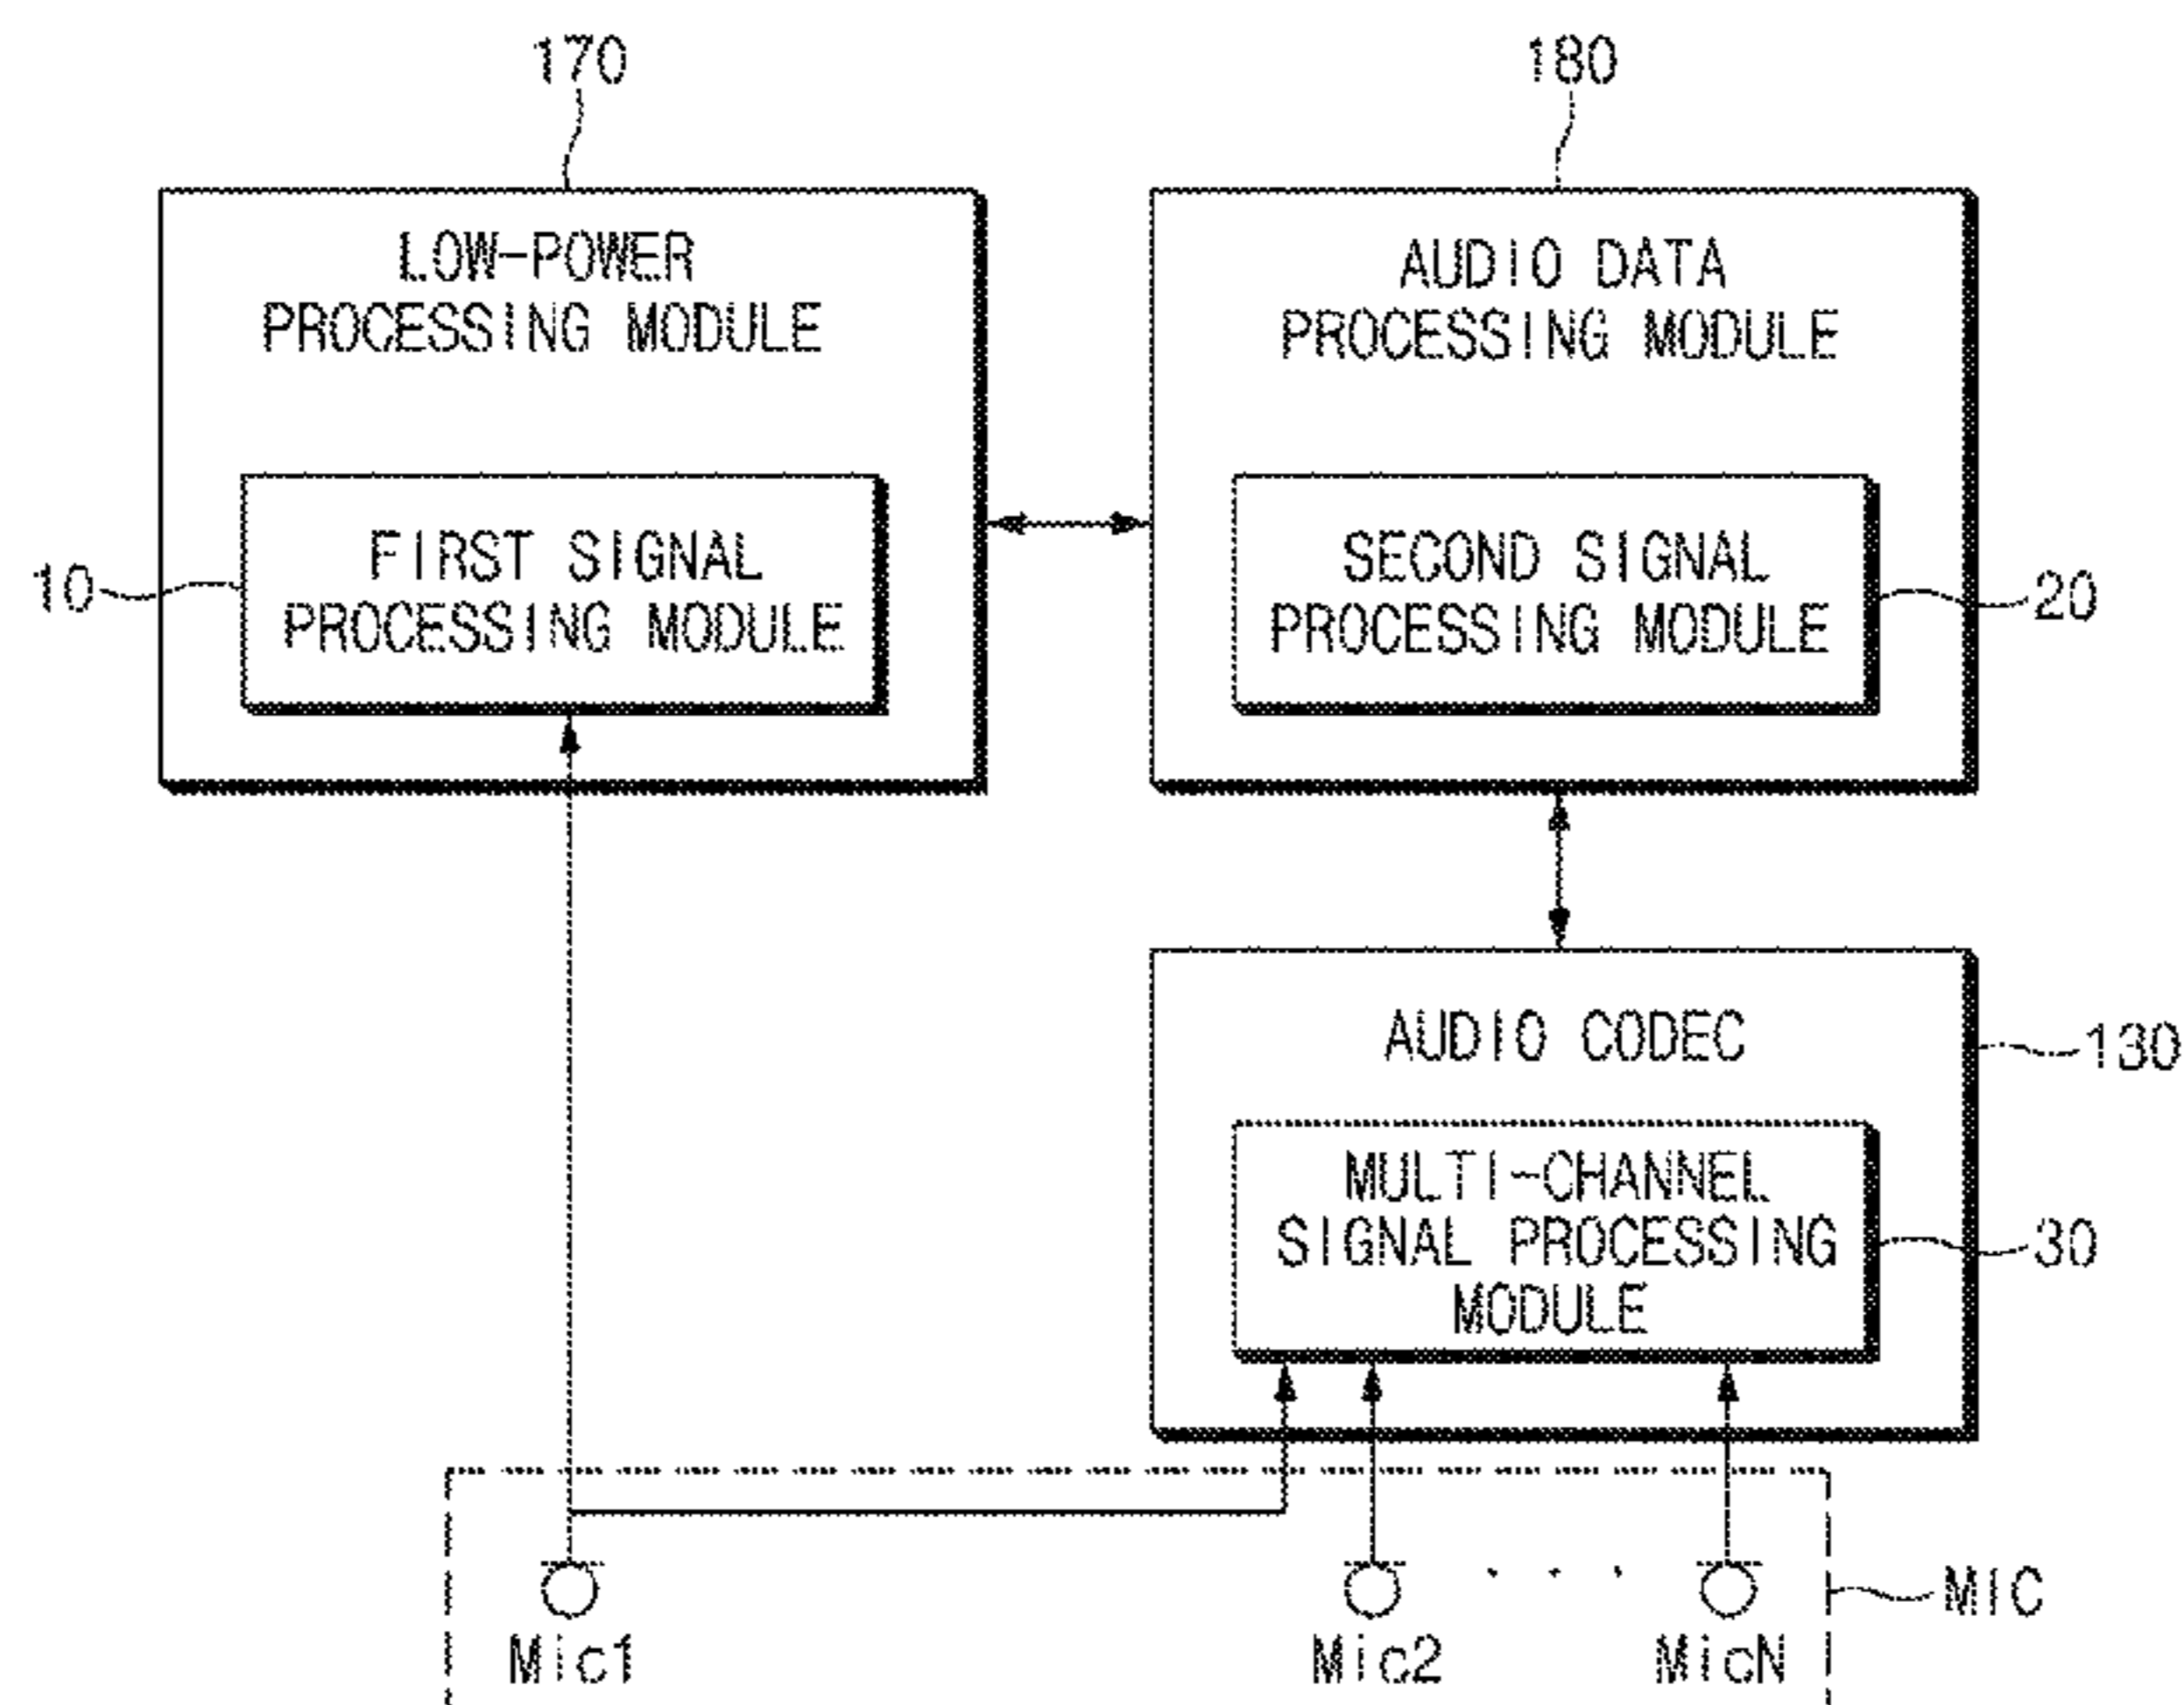 170
180
LOW-POWER
PROCESSING MODULE
AUDIO DATA
PROCESSING MODULE
10
FIRST SIGNAL
PROCESSING MODULE
SECOND SIGNAL
PROCESSING MODULE
20
AUDIO CODEC
130
MULTI-CHANNEL
SIGNAL PROCESSING
MODULE
30
MIC
Mic1
Mic2
MicN